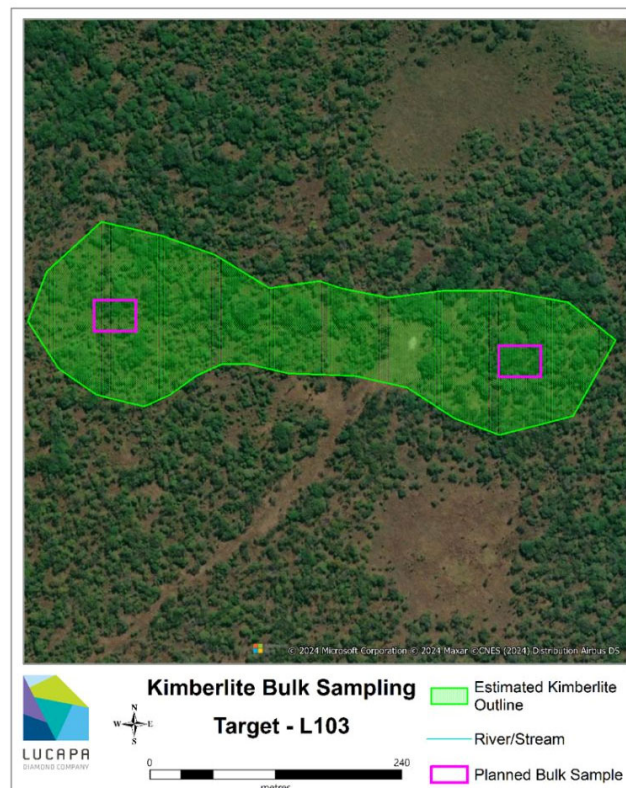 © 2024 Microsoft Corporation © 2024 Maxar ©CNES (2024) Distribution Airbus DS
Kimberlite Bulk Sampling
Target - L103
N
W E
S
0 240
metres
LUCAPA
DIAMOND COMPANY
Estimated Kimberlite
Outline
River/Stream
Planned Bulk Sample